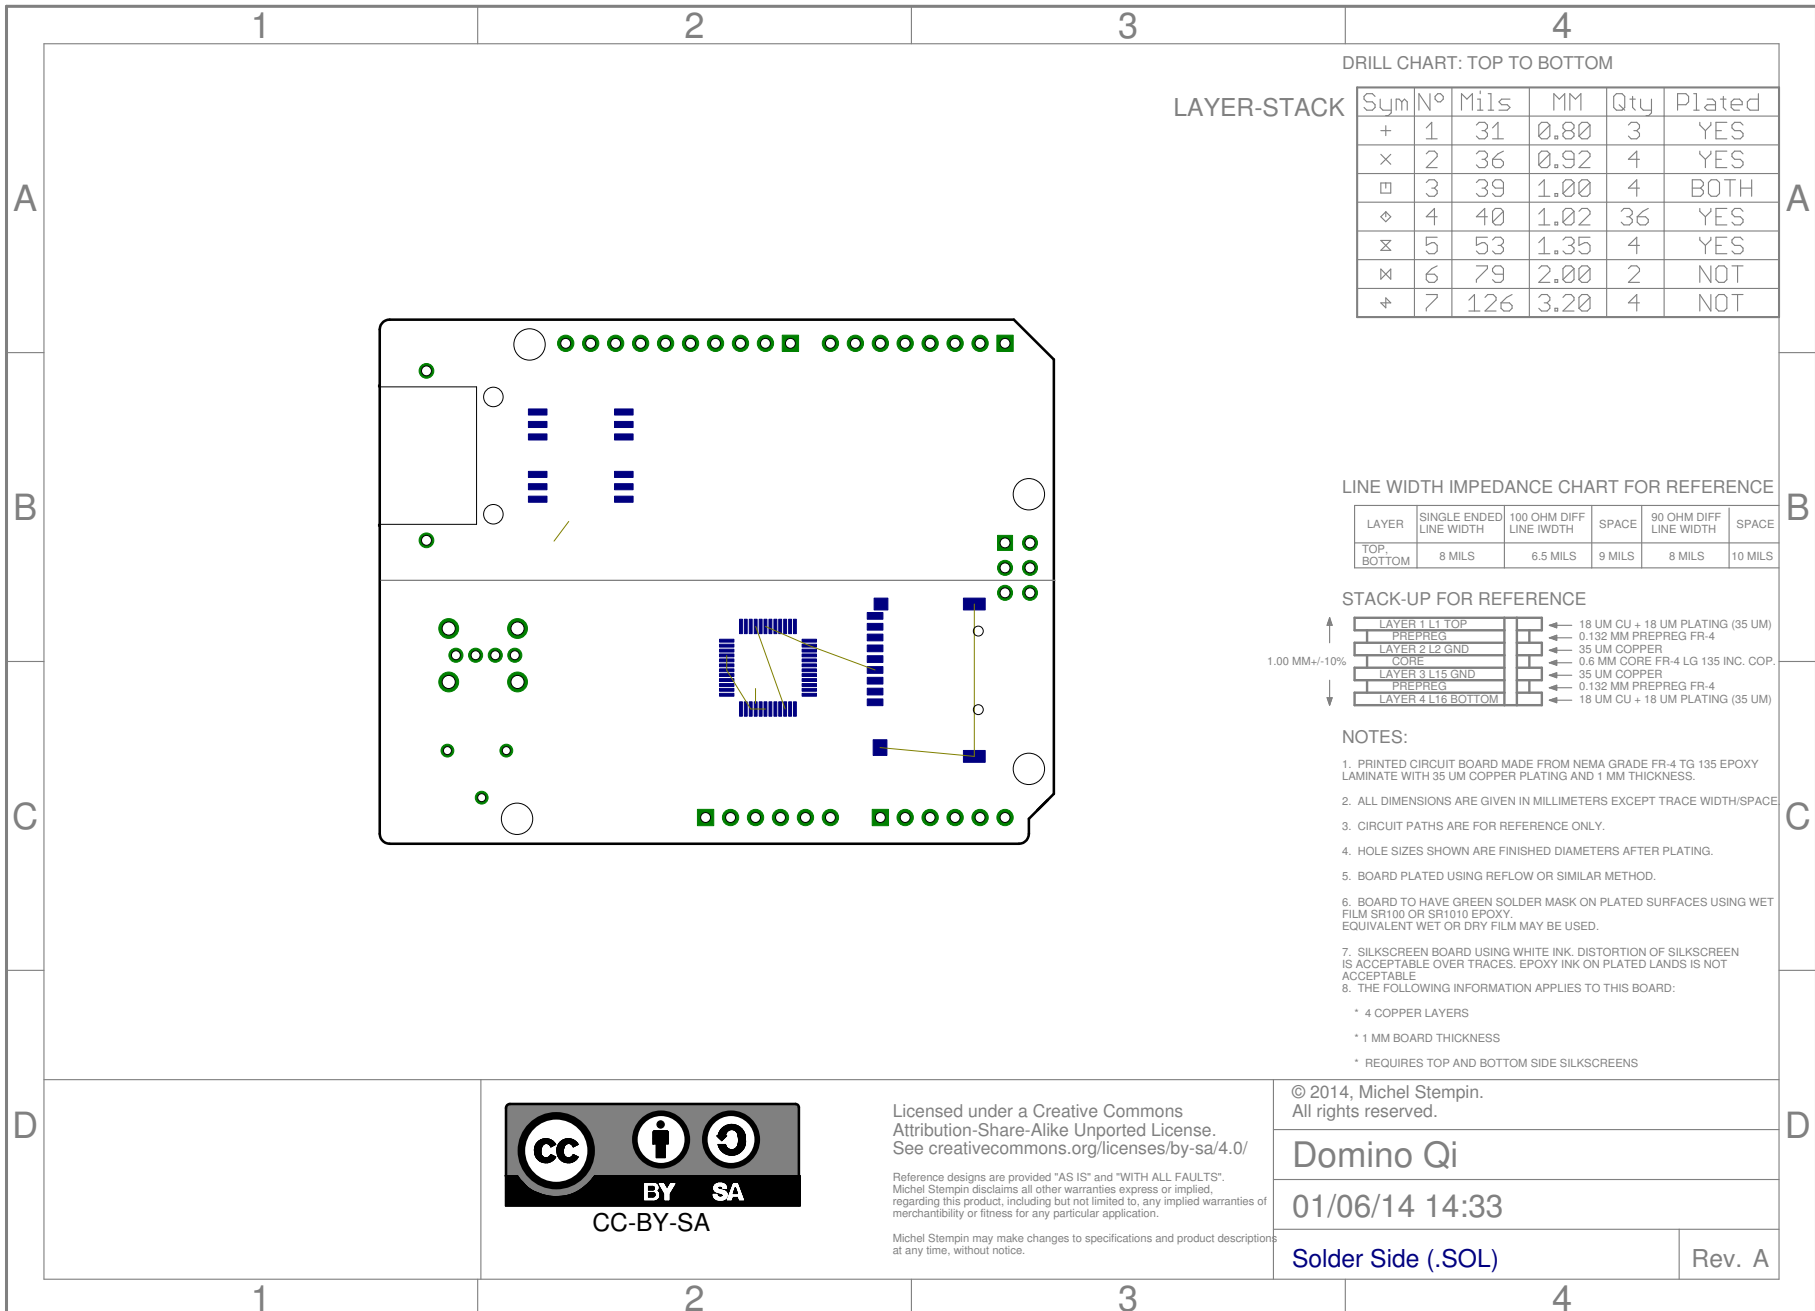 1 2 3 4
A
B
C
D
A
B
C
D
DRILL CHART: TOP TO BOTTOM
LAYER-STACK
Sym N° Mils MM Qty Plated
+ 1 31 0.80 3 YES
× 2 36 0.92 4 YES
3 39 1.00 4 BOTH
4 40 1.02 36 YES
5 53 1.35 4 YES
6 79 2.00 2 NOT
7 126 3.20 4 NOT
LINE WIDTH IMPEDANCE CHART FOR REFERENCE
LAYER
SINGLE ENDED
LINE WIDTH
100 OHM DIFF
LINE IWDTH
SPACE
90 OHM DIFF
LINE WIDTH
SPACE
TOP,
BOTTOM
8 MILS 6.5 MILS 9 MILS 8 MILS 10 MILS
STACK-UP FOR REFERENCE
LAYER 1 L1 TOP 18 UM CU + 18 UM PLATING (35 UM)
PREPREG 0.132 MM PREPREG FR-4
LAYER 2 L2 GND 35 UM COPPER
1.00 MM+/-10% CORE 0.6 MM CORE FR-4 LG 135 INC. COP.
LAYER 3 L15 GND 35 UM COPPER
PREPREG 0.132 MM PREPREG FR-4
LAYER 4 L16 BOTTOM 18 UM CU + 18 UM PLATING (35 UM)
NOTES:
1. PRINTED CIRCUIT BOARD MADE FROM NEMA GRADE FR-4 TG 135 EPOXY
LAMINATE WITH 35 UM COPPER PLATING AND 1 MM THICKNESS.
2. ALL DIMENSIONS ARE GIVEN IN MILLIMETERS EXCEPT TRACE WIDTH/SPACE
3. CIRCUIT PATHS ARE FOR REFERENCE ONLY.
4. HOLE SIZES SHOWN ARE FINISHED DIAMETERS AFTER PLATING.
5. BOARD PLATED USING REFLOW OR SIMILAR METHOD.
6. BOARD TO HAVE GREEN SOLDER MASK ON PLATED SURFACES USING WET
FILM SR100 OR SR1010 EPOXY.
EQUIVALENT WET OR DRY FILM MAY BE USED.
7. SILKSCREEN BOARD USING WHITE INK. DISTORTION OF SILKSCREEN
IS ACCEPTABLE OVER TRACES. EPOXY INK ON PLATED LANDS IS NOT
ACCEPTABLE
8. THE FOLLOWING INFORMATION APPLIES TO THIS BOARD:
* 4 COPPER LAYERS
* 1 MM BOARD THICKNESS
* REQUIRES TOP AND BOTTOM SIDE SILKSCREENS
CC
BY SA
CC-BY-SA
Licensed under a Creative Commons
Attribution-Share-Alike Unported License.
See creativecommons.org/licenses/by-sa/4.0/
Reference designs are provided "AS IS" and "WITH ALL FAULTS".
Michel Stempin disclaims all other warranties express or implied,
regarding this product, including but not limited to, any implied warranties of
merchantibility or fitness for any particular application.
Michel Stempin may make changes to specifications and product descriptions
at any time, without notice.
© 2014, Michel Stempin.
All rights reserved.
Domino Qi
01/06/14 14:33
Solder Side (.SOL)
Rev. A
1 2 3 4